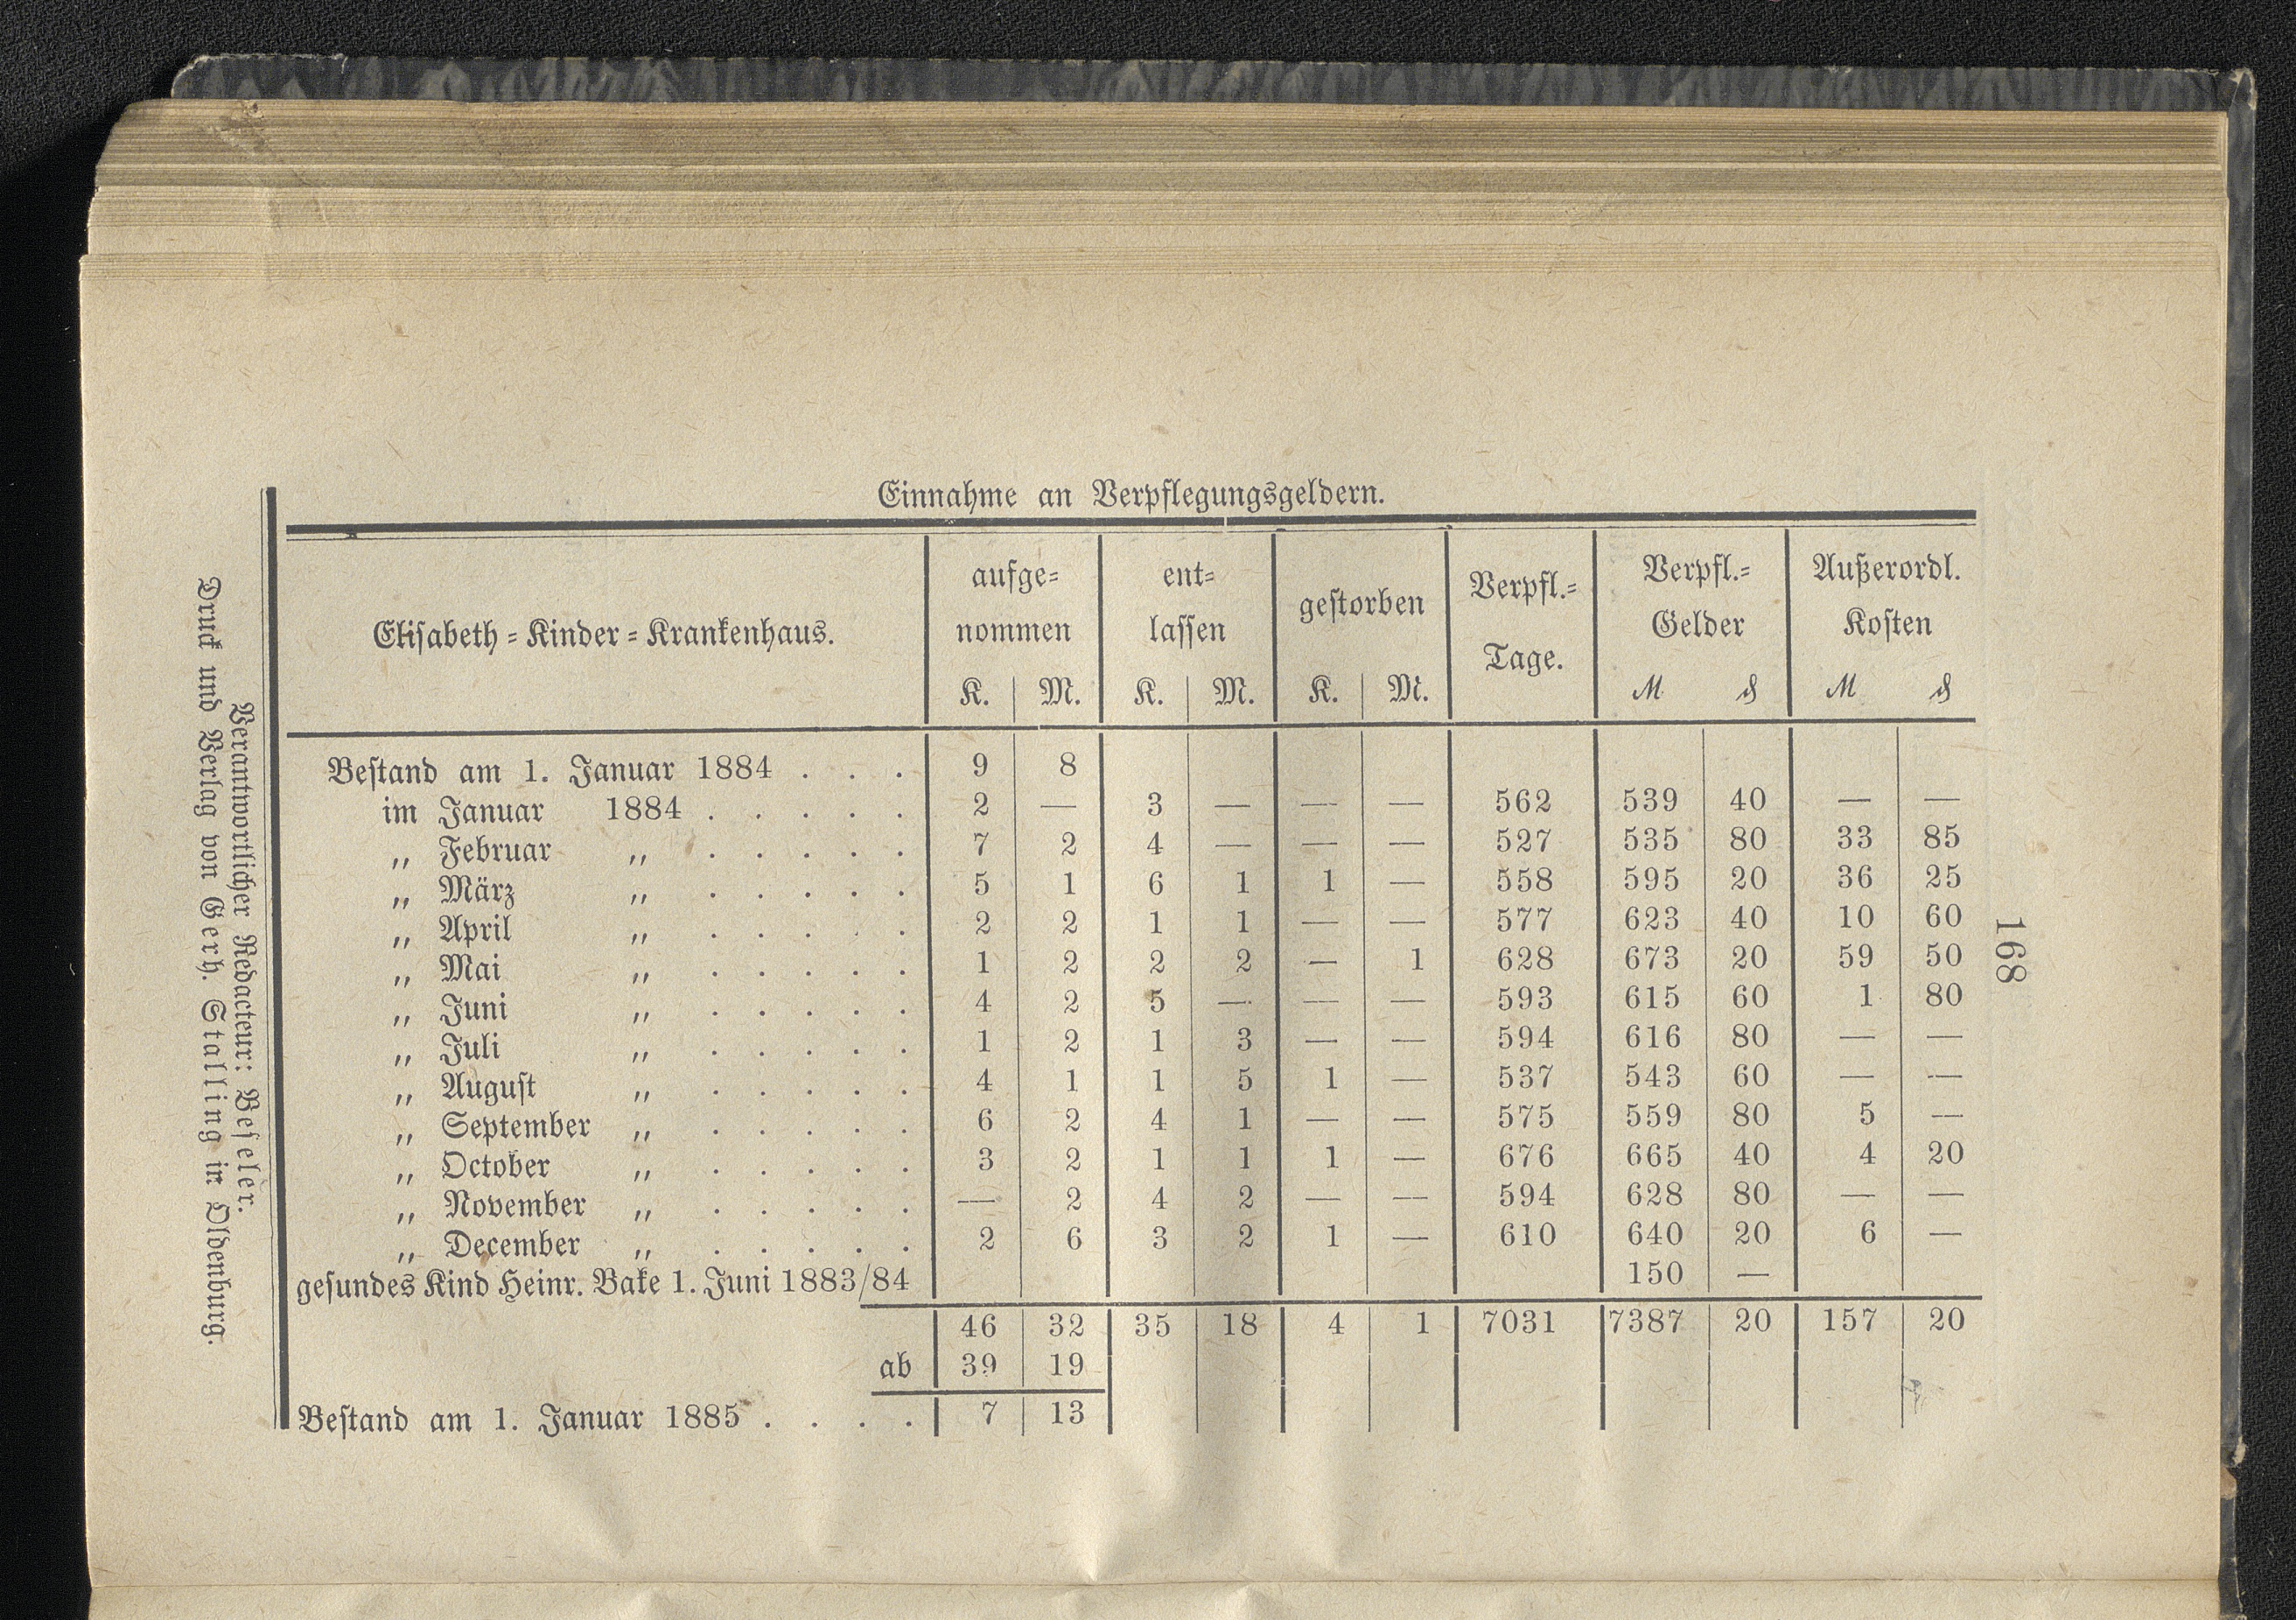 Einnahme an Verpflegungsgeldern.
Elisabeth-Kinder-Krankenhaus. | aufge-nommen | ent-lassen | gestorben | Verpfl.-Tage. | Verpfl.-Gelder | Außerordl. Kosten
K. | M. | K. | M. | K. | M. | ℳ ₰ | ℳ ₰
Bestand am 1. Januar 1884 . . . 9 8
im Januar 1884 . . . . . 2 — 3 — — — 562 539 40 — —
„ Februar „ . . . . . 7 2 4 — — — 527 535 80 33 85
„ März „ . . . . . 5 1 6 1 1 — 558 595 20 36 25
„ April „ . . . . . 2 2 1 1 — — 577 623 40 10 60
„ Mai „ . . . . . 1 2 2 2 — 1 628 673 20 59 50
„ Juni „ . . . . . 4 2 5 — — — 593 615 60 1 80
„ Juli „ . . . . . 1 2 1 3 — — 594 616 80 — —
„ August „ . . . . . 4 1 1 5 1 — 537 543 60 — —
„ September „ . . . . . 6 2 4 1 — — 575 559 80 5 —
„ October „ . . . . . 3 2 1 1 1 — 676 665 40 4 20
„ November „ . . . . . — 2 4 2 — — 594 628 80 — —
„ December „ . . . . . 2 6 3 2 1 — 610 640 20 6 —
gesundes Kind Heinr. Bake 1. Juni 1883/84 150 —
46 32 35 18 4 1 7031 7387 20 157 20
ab 39 19
Bestand am 1. Januar 1885 . . . . 7 13
168
Verantwortlicher Redacteur: Beseler.
Druck und Verlag von Gerh. Stalling in Oldenburg.